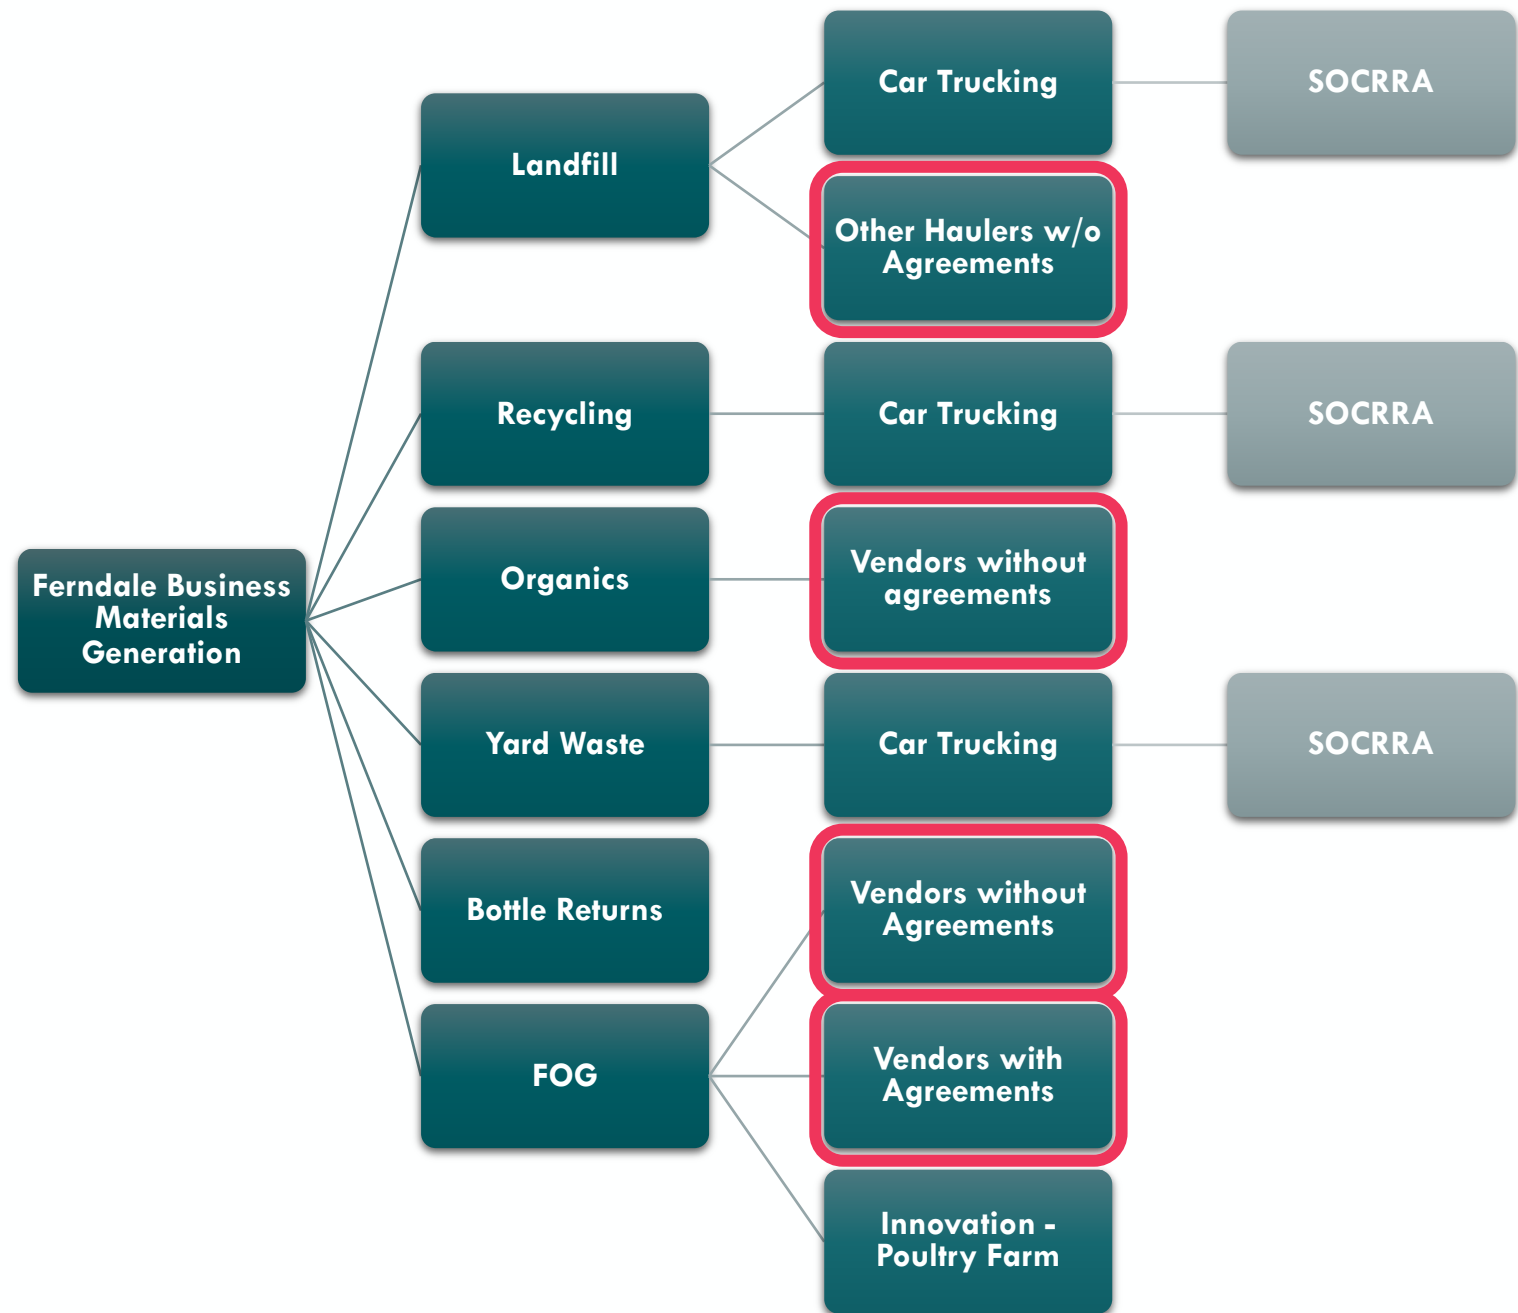 Car Trucking
SOCRRA
Landfill
Other Haulers w/o
Agreements
Recycling
Car Trucking
SOCRRA
Organics
Vendors without
agreements
Ferndale Business
Materials
Generation
Yard Waste
Car Trucking
SOCRRA
Bottle Returns
Vendors without
Agreements
FOG
Vendors with
Agreements
Innovation -
Poultry Farm